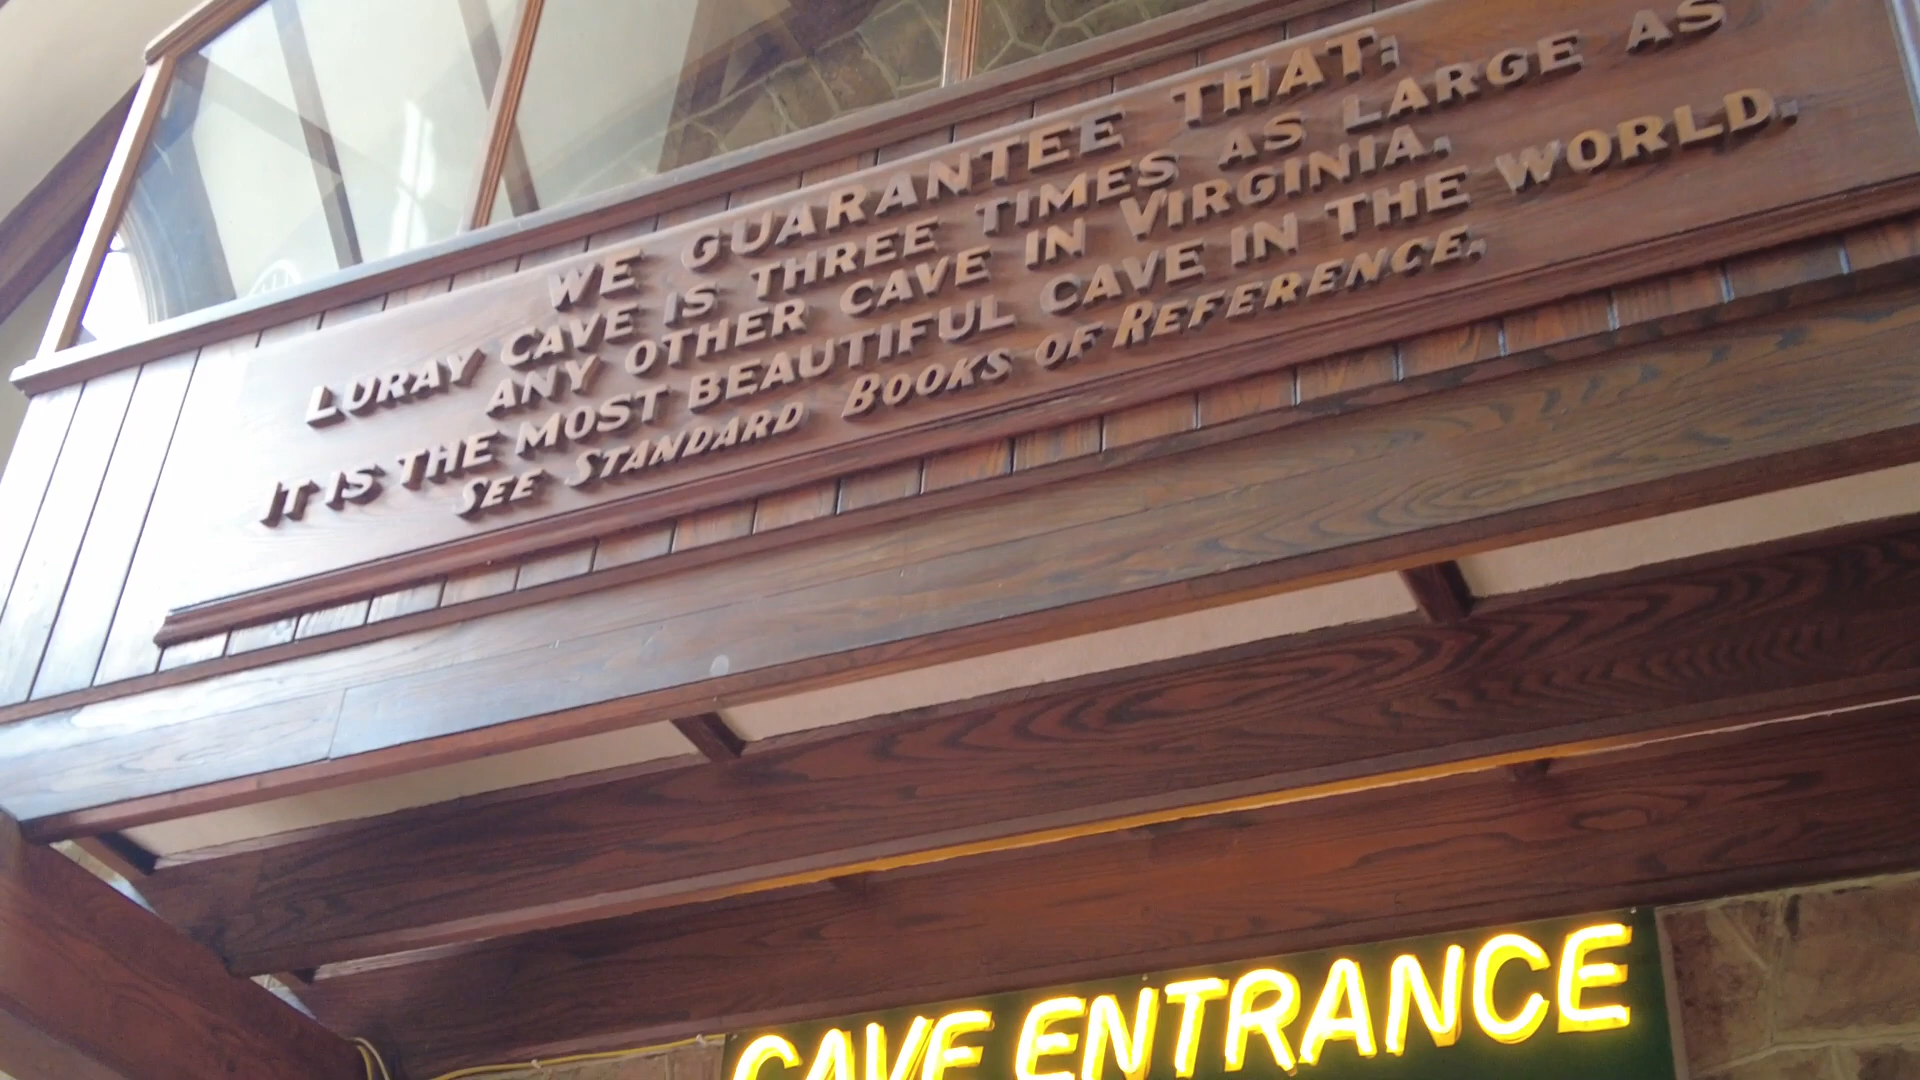 WE GUARANTEE THAT;
LURAY CAVE IS THREE TIMES AS LARGE AS
ANY OTHER CAVE IN VIRGINIA.
IT IS THE MOST BEAUTIFUL CAVE IN THE WORLD.
SEE STANDARD BOOKS OF REFERENCE.
CAVE ENTRANCE